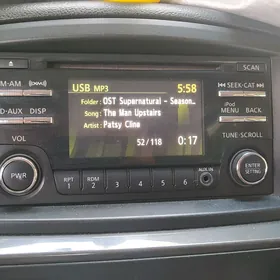 SCAN
M-AM
USB MP3 5:58
SEEK·CAT
Folder : OST Supernatural - Season...
D-AUX DISP
Song : The Man Upstairs
iPod MENU BACK
Artist : Patsy Cline
TUNE·SCROLL
VOL
52 / 118 0:17
AUX IN
PWR
ENTER SETTING
RPT 1
RDM 2
3 4 5 6